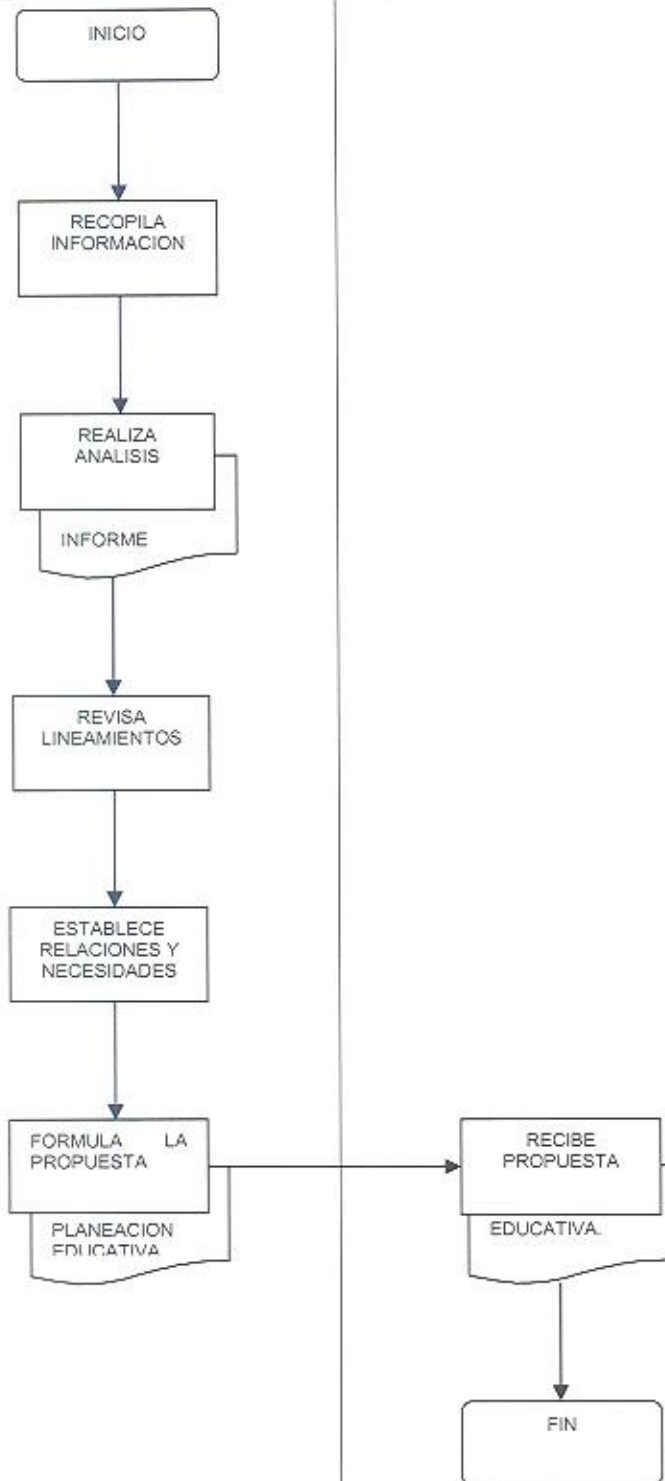 INICIO
RECOPILA
INFORMACION
REALIZA
ANALISIS
INFORME
REVISA
LINEAMIENTOS
ESTABLECE
RELACIONES Y
NECESIDADES
FORMULA LA
PROPUESTA
PLANEACION
EDUCATIVA
RECIBE
PROPUESTA
EDUCATIVA.
FIN